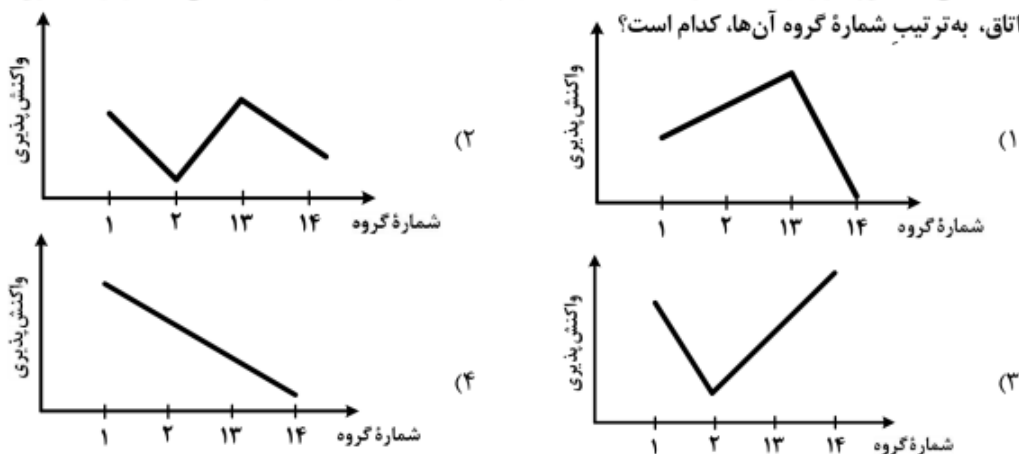 اتاق، به‌ترتیبِ شمارهٔ گروه آن‌ها، کدام است؟
۱)
واکنش‌پذیری
۱ ۲ ۱۳ ۱۴ شمارهٔ گروه
۲)
واکنش‌پذیری
۱ ۲ ۱۳ ۱۴ شمارهٔ گروه
۳)
واکنش‌پذیری
۱ ۲ ۱۳ ۱۴ شمارهٔ گروه
۴)
واکنش‌پذیری
۱ ۲ ۱۳ ۱۴ شمارهٔ گروه